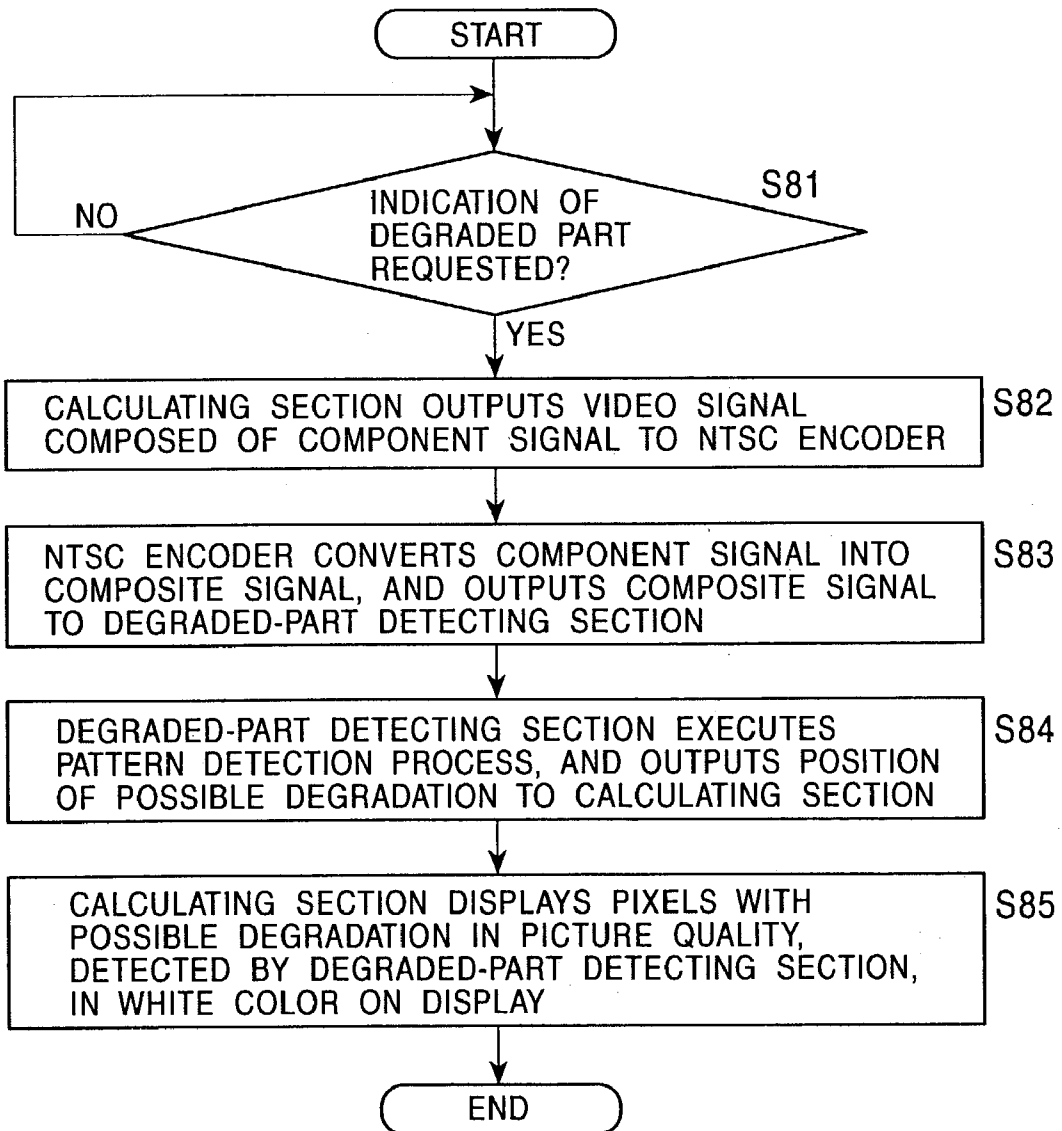 START
INDICATION OF
DEGRADED PART
REQUESTED?
S81
NO
YES
CALCULATING SECTION OUTPUTS VIDEO SIGNAL
COMPOSED OF COMPONENT SIGNAL TO NTSC ENCODER
S82
NTSC ENCODER CONVERTS COMPONENT SIGNAL INTO
COMPOSITE SIGNAL, AND OUTPUTS COMPOSITE SIGNAL
TO DEGRADED-PART DETECTING SECTION
S83
DEGRADED-PART DETECTING SECTION EXECUTES
PATTERN DETECTION PROCESS, AND OUTPUTS POSITION
OF POSSIBLE DEGRADATION TO CALCULATING SECTION
S84
CALCULATING SECTION DISPLAYS PIXELS WITH
POSSIBLE DEGRADATION IN PICTURE QUALITY,
DETECTED BY DEGRADED-PART DETECTING SECTION,
IN WHITE COLOR ON DISPLAY
S85
END